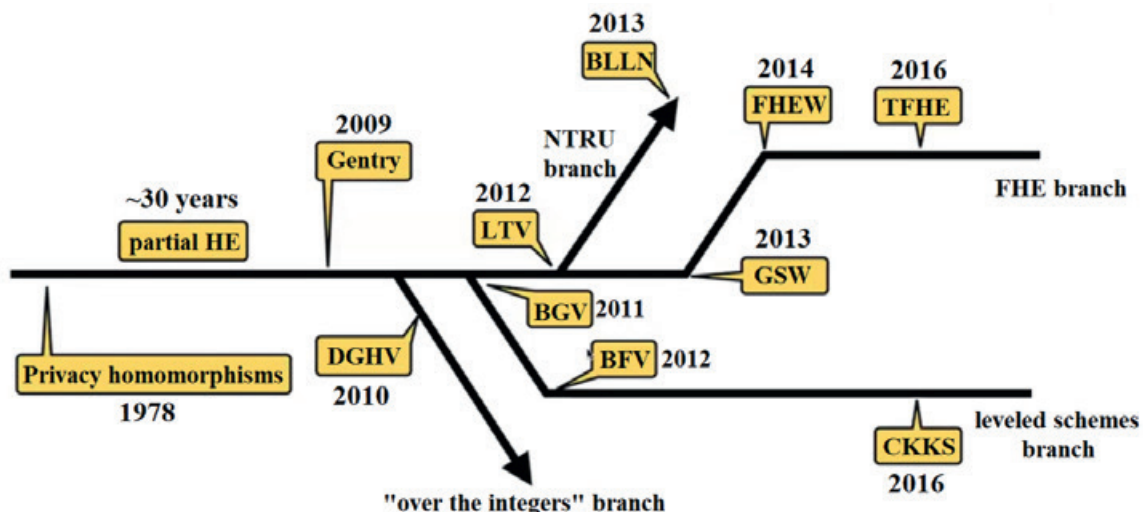 2013
BLLN
2014
FHEW
2016
TFHE
2009
Gentry
NTRU
branch
FHE branch
~30 years
partial HE
2012
LTV
2013
GSW
BGV 2011
Privacy homomorphisms
1978
DGHV
2010
BFV 2012
CKKS
2016
leveled schemes
branch
"over the integers" branch